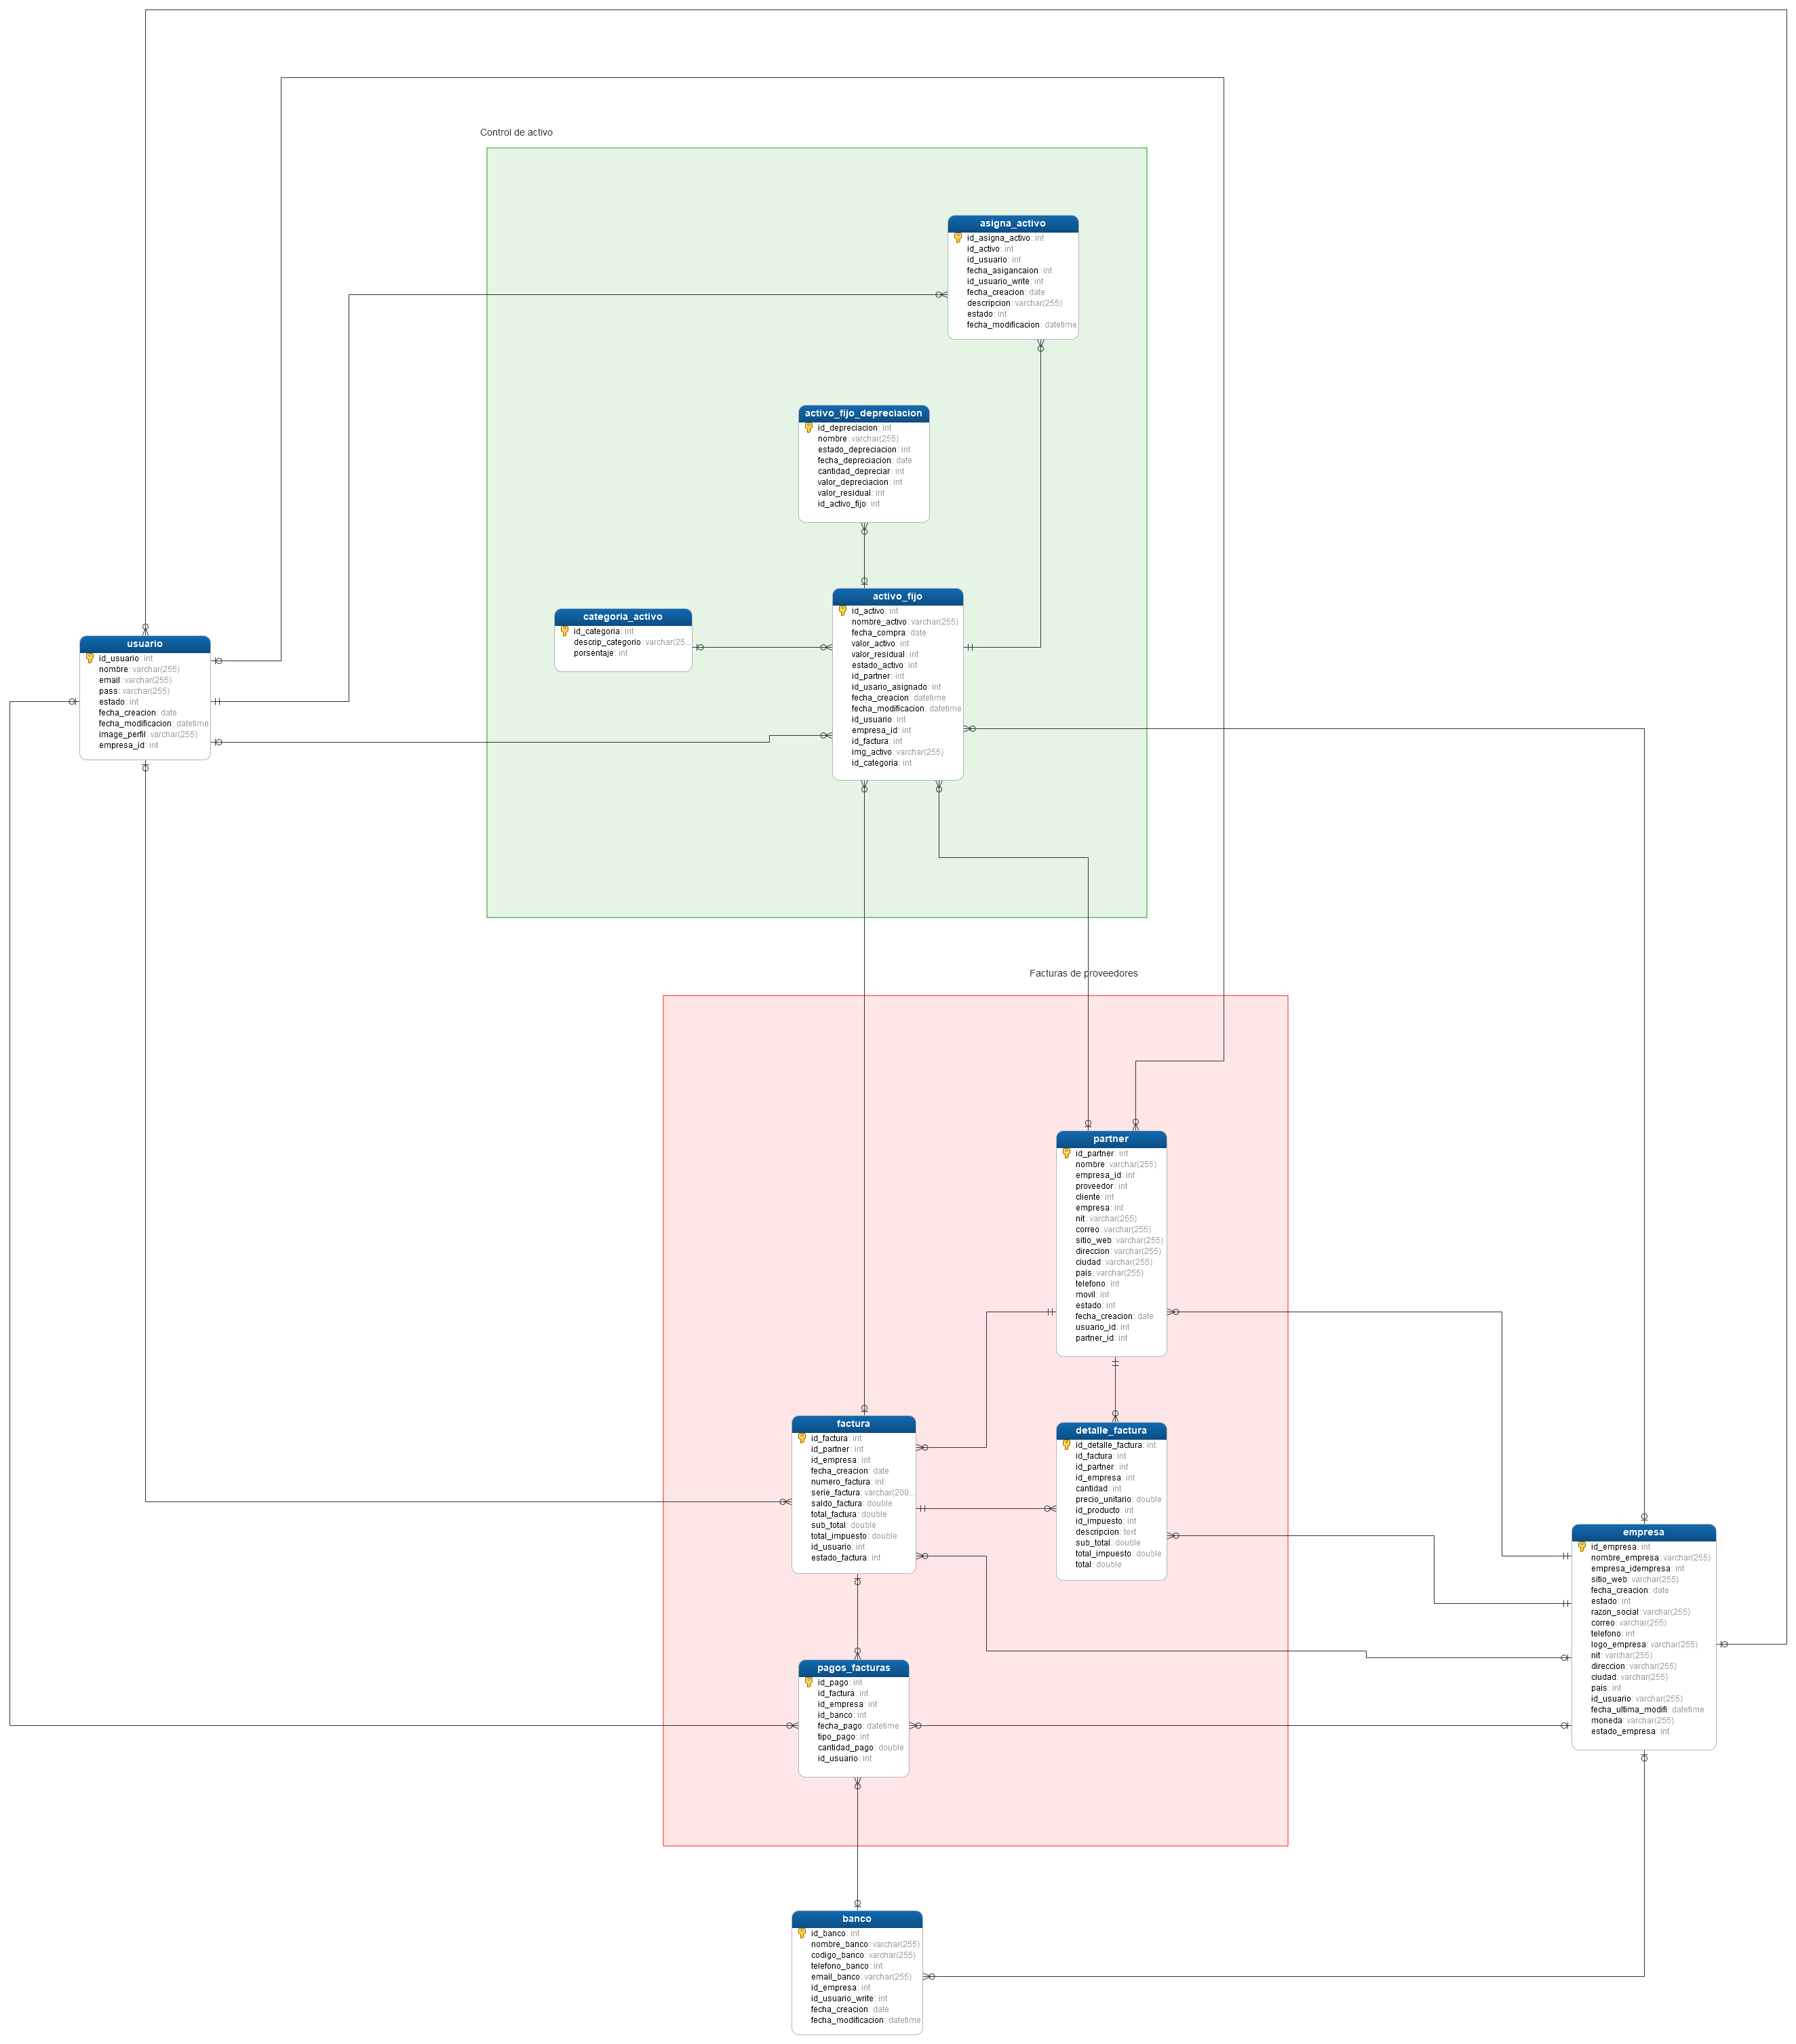 Control de activo
asigna_activo
id_asigna_activo: int
id_activo: int
id_usuario: int
fecha_asigancaion: int
id_usuario_write: int
fecha_creacion: date
descripcion: varchar(255)
estado: int
fecha_modificacion: datetime
activo_fijo_depreciacion
id_depreciacion: int
nombre: varchar(255)
estado_depreciacion: int
fecha_depreciacion: date
cantidad_depreciar: int
valor_depreciacion: int
valor_residual: int
id_activo_fijo: int
categoria_activo
id_categoria: int
descrip_categorio: varchar(25...
porsentaje: int
activo_fijo
id_activo: int
nombre_activo: varchar(255)
fecha_compra: date
valor_activo: int
valor_residual: int
estado_activo: int
id_partner: int
id_usario_asignado: int
fecha_creacion: datetime
fecha_modificacion: datetime
id_usuario: int
empresa_id: int
id_factura: int
img_activo: varchar(255)
id_categoria: int
usuario
id_usuario: int
nombre: varchar(255)
email: varchar(255)
pass: varchar(255)
estado: int
fecha_creacion: date
fecha_modificacion: datetime
image_perfil: varchar(255)
empresa_id: int
Facturas de proveedores
partner
id_partner: int
nombre: varchar(255)
empresa_id: int
proveedor: int
cliente: int
empresa: int
nit: varchar(255)
correo: varchar(255)
sitio_web: varchar(255)
direccion: varchar(255)
ciudad: varchar(255)
pais: varchar(255)
telefono: int
movil: int
estado: int
fecha_creacion: date
usuario_id: int
partner_id: int
factura
id_factura: int
id_partner: int
id_empresa: int
fecha_creacion: date
numero_factura: int
serie_factura: varchar(200...
saldo_factura: double
total_factura: double
sub_total: double
total_impuesto: double
id_usuario: int
estado_factura: int
detalle_factura
id_detalle_factura: int
id_factura: int
id_partner: int
id_empresa: int
cantidad: int
precio_unitario: double
id_producto: int
id_impuesto: int
descripcion: text
sub_total: double
total_impuesto: double
total: double
empresa
id_empresa: int
nombre_empresa: varchar(255)
empresa_idempresa: int
sitio_web: varchar(255)
fecha_creacion: date
estado: int
razon_social: varchar(255)
correo: varchar(255)
telefono: int
logo_empresa: varchar(255)
nit: varchar(255)
direccion: varchar(255)
ciudad: varchar(255)
pais: int
id_usuario: varchar(255)
fecha_ultima_modifi: datetime
moneda: varchar(255)
estado_empresa: int
pagos_facturas
id_pago: int
id_factura: int
id_empresa: int
id_banco: int
fecha_pago: datetime
tipo_pago: int
cantidad_pago: double
id_usuario: int
banco
id_banco: int
nombre_banco: varchar(255)
codigo_banco: varchar(255)
telefono_banco: int
email_banco: varchar(255)
id_empresa: int
id_usuario_write: int
fecha_creacion: date
fecha_modificacion: datetime